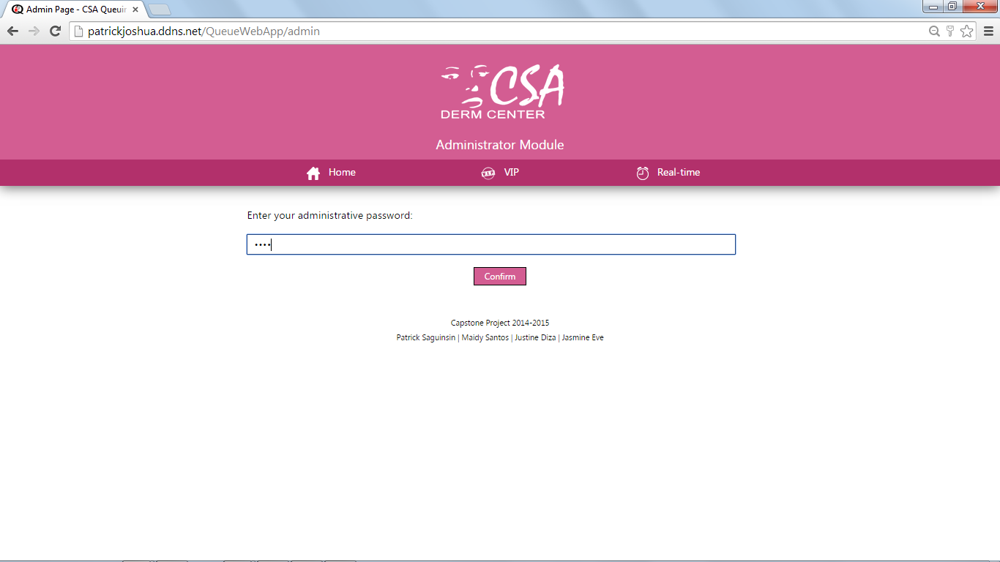 Admin Page - CSA Queuin
patrickjoshua.ddns.net/QueueWebApp/admin
CSA
DERM CENTER
Administrator Module
Home VIP Real-time
Enter your administrative password:
••••
Confirm
Capstone Project 2014-2015
Patrick Saguinsin | Maidy Santos | Justine Diza | Jasmine Eve